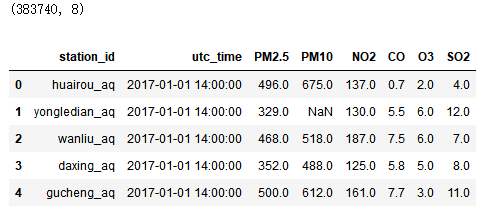 (383740, 8)
station_id utc_time PM2.5 PM10 NO2 CO O3 SO2
0 huairou_aq 2017-01-01 14:00:00 496.0 675.0 137.0 0.7 2.0 4.0
1 yongledian_aq 2017-01-01 14:00:00 329.0 NaN 130.0 5.5 6.0 12.0
2 wanliu_aq 2017-01-01 14:00:00 468.0 518.0 187.0 7.5 6.0 7.0
3 daxing_aq 2017-01-01 14:00:00 352.0 488.0 125.0 5.8 5.0 8.0
4 gucheng_aq 2017-01-01 14:00:00 500.0 612.0 161.0 7.7 3.0 11.0